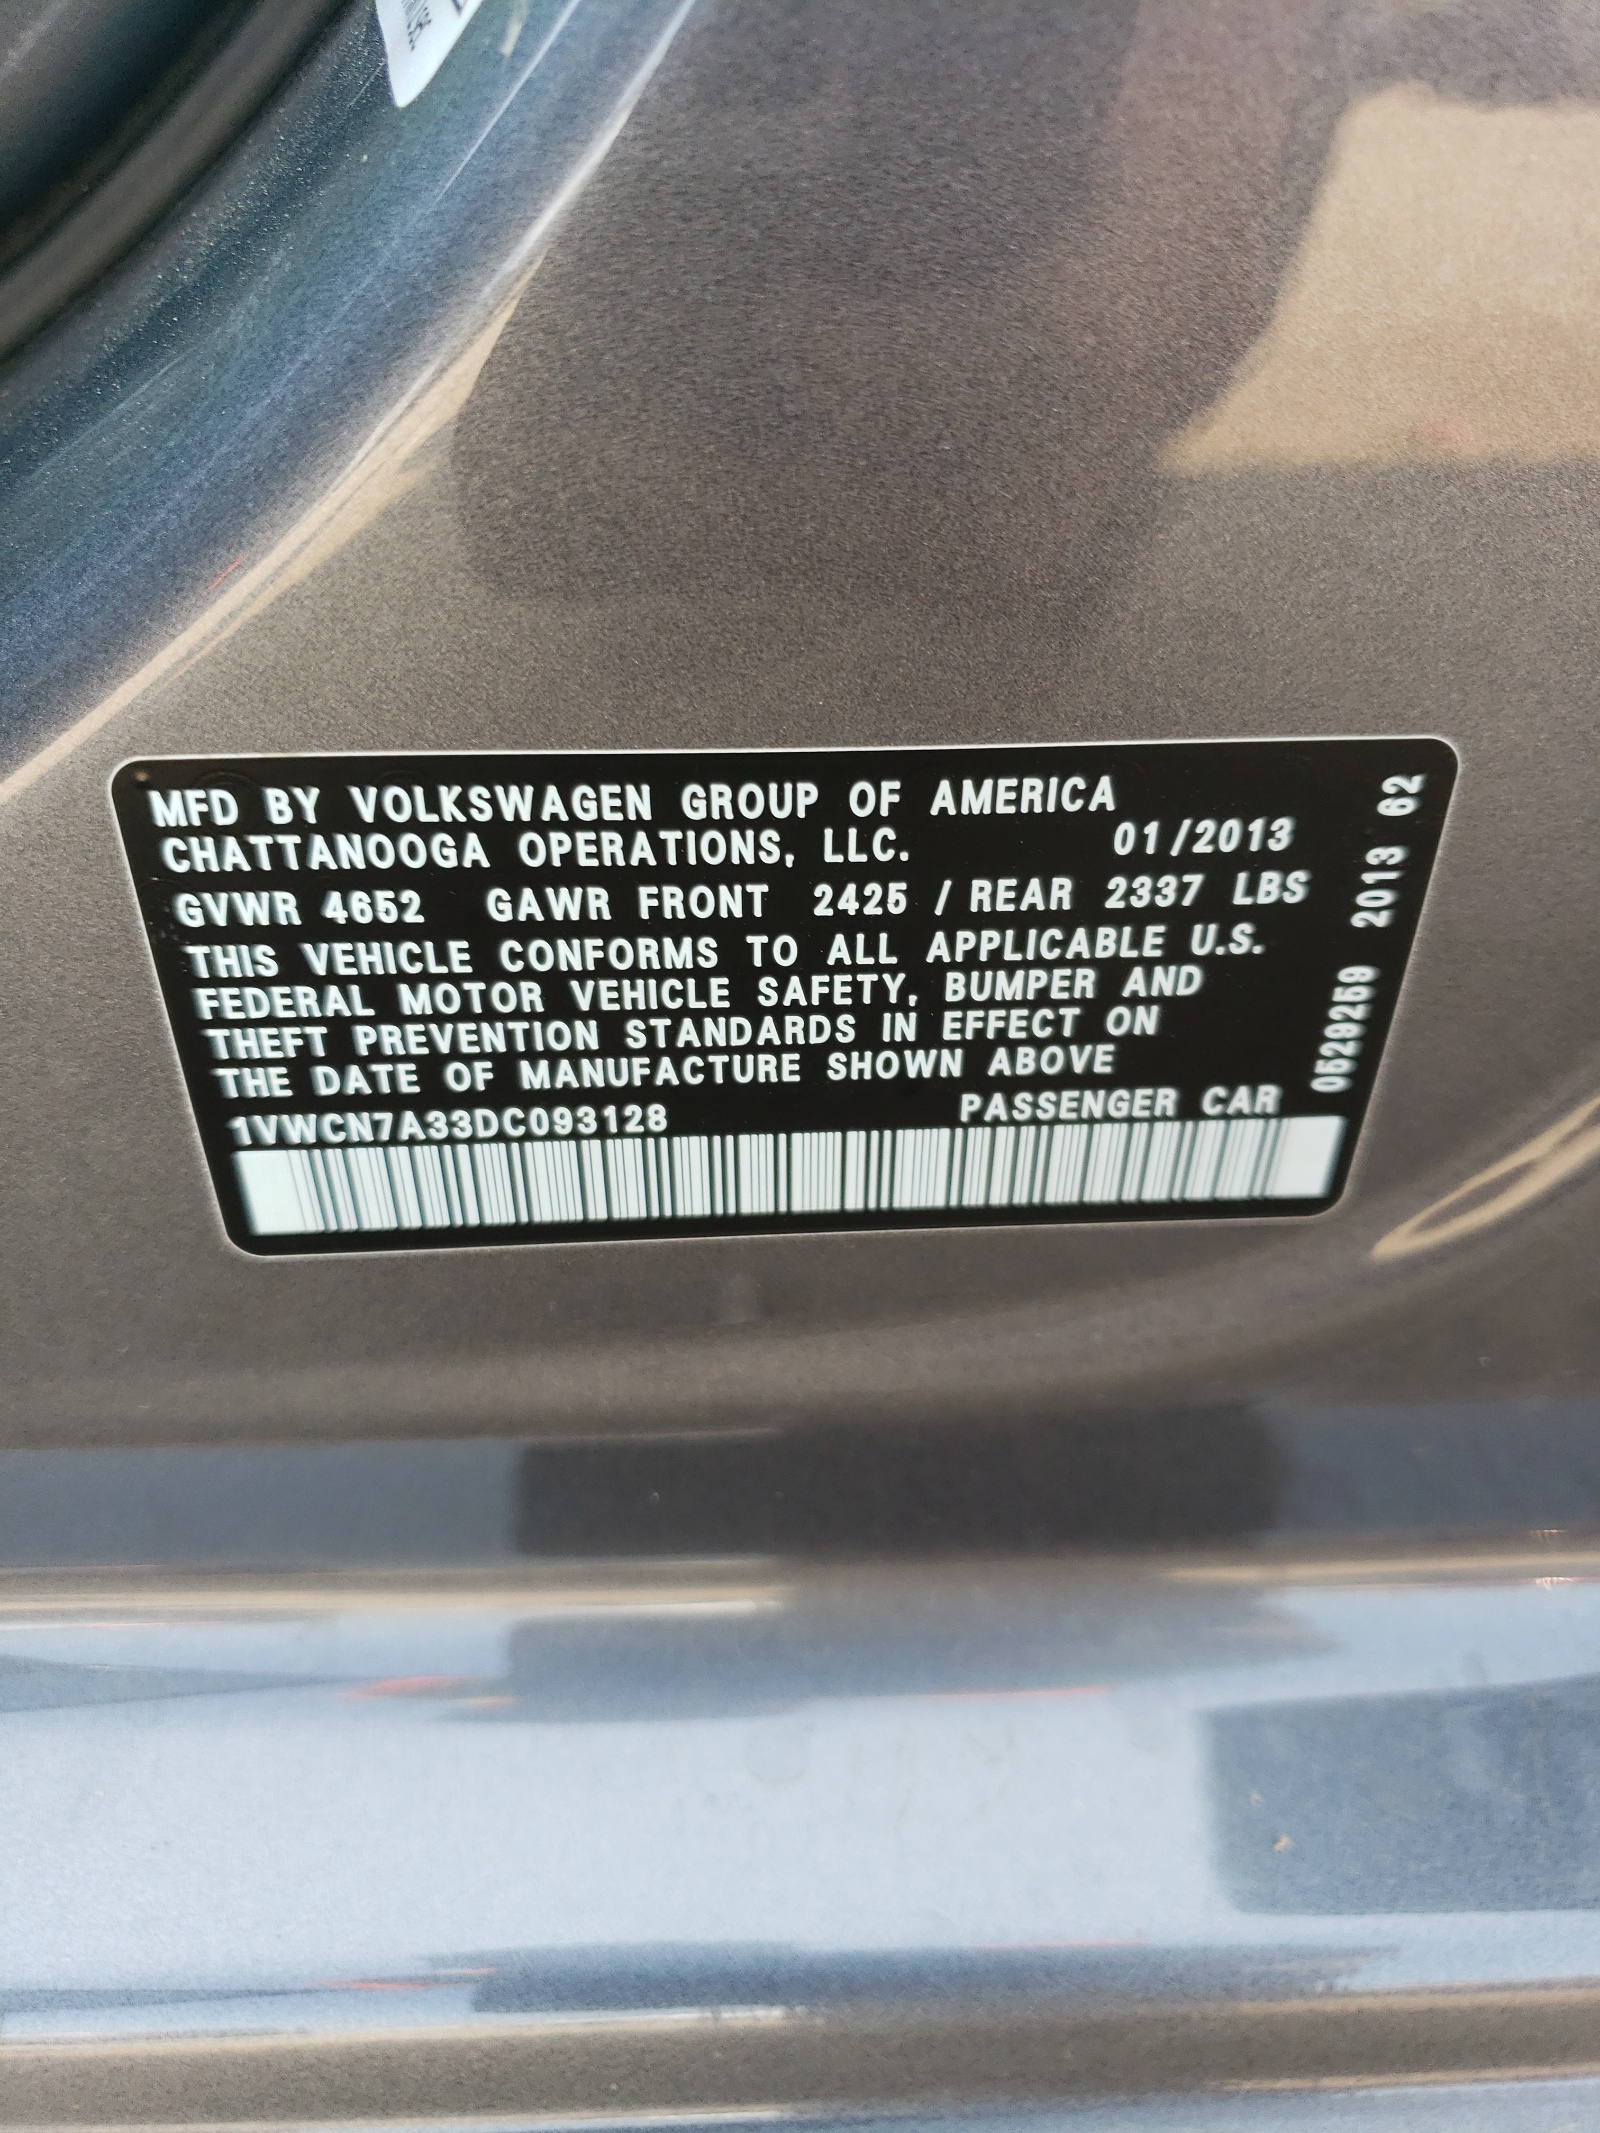 MFD BY VOLKSWAGEN GROUP OF AMERICA
CHATTANOOGA OPERATIONS, LLC. 01/2013
GVWR 4652 GAWR FRONT 2425 / REAR 2337 LBS
THIS VEHICLE CONFORMS TO ALL APPLICABLE U.S.
FEDERAL MOTOR VEHICLE SAFETY, BUMPER AND
THEFT PREVENTION STANDARDS IN EFFECT ON
THE DATE OF MANUFACTURE SHOWN ABOVE
1VWCN7A33DC093128 PASSENGER CAR
0529259 2013 62